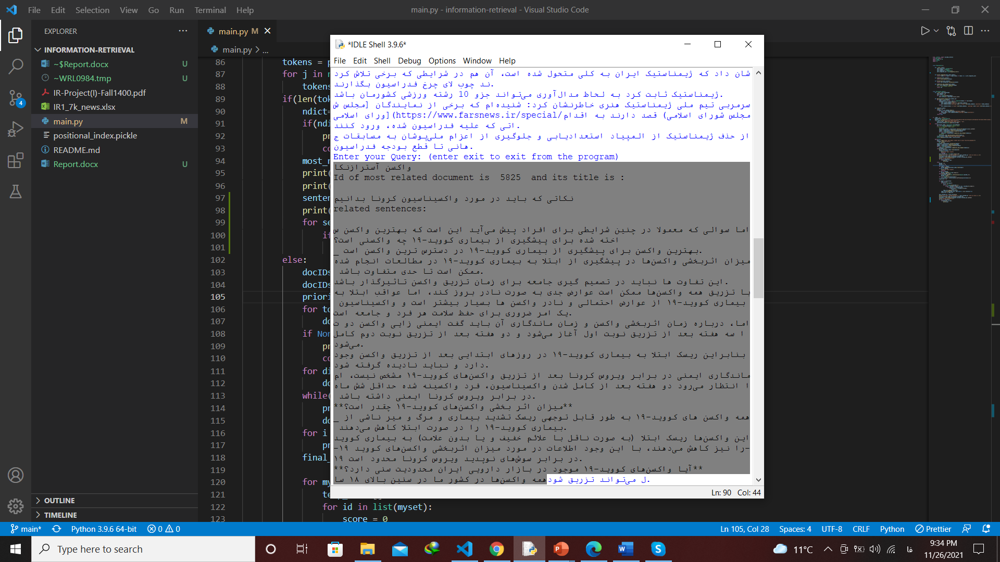 File Edit Selection View Go Run Terminal Help
main.py - information-retrieval - Visual Studio Code
EXPLORER
INFORMATION-RETRIEVAL
~$Report.docx U
~WRL0984.tmp U
IR-Project(I)-Fall1400.pdf
IR1_7k_news.xlsx
main.py M
positional_index.pickle
README.md
Report.docx U
OUTLINE
TIMELINE
4
main.py M
main.py > ...
86 tokens = p
87 for j in r
88 tokens
89 if(len(tok
90 ndict=
91 if(ndi
92 pr
93 co
94 most_r
95 print(
96 print(
97 senten
98 print(
99 for se
100 if
101
102 else:
103 docIDs
104 docIDs
105 priori
106 for to
107 do
108 if Non
109 pr
110 co
111 for di
112 do
113 while(
114 pr
115 do
116 for i
117 pr
118 final_
119
120 for my
121 te
122 for id in list(myset):
123 score = 0
*IDLE Shell 3.9.6*
File Edit Shell Debug Options Window Help
شان داد که ژیمناستیک ایران به کلی متحول شده است، آن هم در شرایطی که برخی تلاش کرد
ند چوب لای چرخ فدراسیون بگذارند.
ژیمناستیک ثابت کرد به لحاظ مدال‌آوری می‌تواند جزو 10 رشته ورزشی کشورمان باشد.
سرمربی تیم ملی ژیمناستیک هنری خاطرنشان کرد: شنیده‌ام که برخی از نمایندگان [مجلس ش
ورای اسلامی](https://www.farsnews.ir/special/مجلس شورای اسلامی) قصد دارند به اقدام
اتی که علیه فدراسیون شده، ورود کنند.
از حذف ژیمناستیک از المپیاد استعدادیابی و جلوگیری از اعزام ملی‌پوشان به مسابقات ج
هانی تا قطع بودجه فدراسیون.
Enter your Query: (enter exit to exit from the program)
واکسن آسترازنکا
Id of most related document is 5825 and its title is :
نکاتی که باید در مورد واکسیناسیون کرونا بدانیم
related sentences:
اما سوالی که معمولا در چنین شرایطی برای افراد پیش می‌آید این است که بهترین واکسن س
اخته شده برای پیشگیری از بیماری کووید-۱۹ چه واکسنی است؟
_ بهترین واکسن برای پیشگیری از بیماری کووید-۱۹ در دسترس ترین واکسن است.
میزان اثربخشی واکسن‌ها در پیشگیری از ابتلا به بیماری کووید-۱۹ در مطالعات انجام شده
ممکن است تا حدی متفاوت باشد.
این تفاوت ها نباید در تصمیم گیری جامعه برای زمان تزریق واکسن تاثیرگذار باشد.
با تزریق همه واکسن‌ها ممکن است عوارض جدی به صورت نادر بروز کند، اما عواقب ابتلا به
بیماری کووید-۱۹ از عوارض احتمالی و نادر واکسن ها بسیار بیشتر است و واکسیناسیون
یک امر ضروری برای حفظ سلامت هر فرد و جامعه است.
اما، درباره زمان اثربخشی واکسن و زمان ماندگاری آن باید گفت ایمنی زایی واکسن دو ت
ا سه هفته بعد از تزریق نوبت اول آغاز می‌شود و دو هفته بعد از تزریق نوبت دوم کامل
می‌شود.
بنابراین ریسک ابتلا به بیماری کووید-۱۹ در روزهای ابتدایی بعد از تزریق واکسن وجود
دارد و نباید نادیده گرفته شود.
ماندگاری ایمنی در برابر ویروس کرونا بعد از تزریق واکسن‌های کووید-۱۹ مشخص نیست، ام
ا انتظار می‌رود دو هفته بعد از کامل شدن واکسیناسیون، فرد واکسینه شده حداقل شش ماه
در برابر ویروس کرونا ایمنی داشته باشد.
**میزان اثر بخشی واکسن‌های کووید-۱۹ چقدر است؟**
_ همه واکسن های کووید-۱۹ به طور قابل توجهی ریسک تشدید بیماری و مرگ و میر ناشی از
بیماری کووید-۱۹ را در صورت ابتلا کاهش می‌دهند.
این واکسن‌ها ریسک ابتلا (به صورت ناقل با علائم خفیف و یا بدون علامت) به بیماری کووید
-۱۹ را نیز کاهش می‌دهند، با این وجود اطلاعات در مورد میزان اثربخشی واکسن‌های کووید-
۱۹ در برابر سوش‌های نوپدید ویروس کرونا محدود است.
**آیا واکسن‌های کووید-۱۹ موجود در بازار دارویی ایران محدودیت سنی دارد؟**
همه واکسن‌ها در کشور ما در سنین بالای ۱۸ سا
ل می‌تواند تزریق شود.
Ln: 90 Col: 44
main* Python 3.9.6 64-bit 0 0
Ln 105, Col 28 Spaces: 4 UTF-8 CRLF Python Prettier
Type here to search
11°C
فا
9:34 PM
11/26/2021